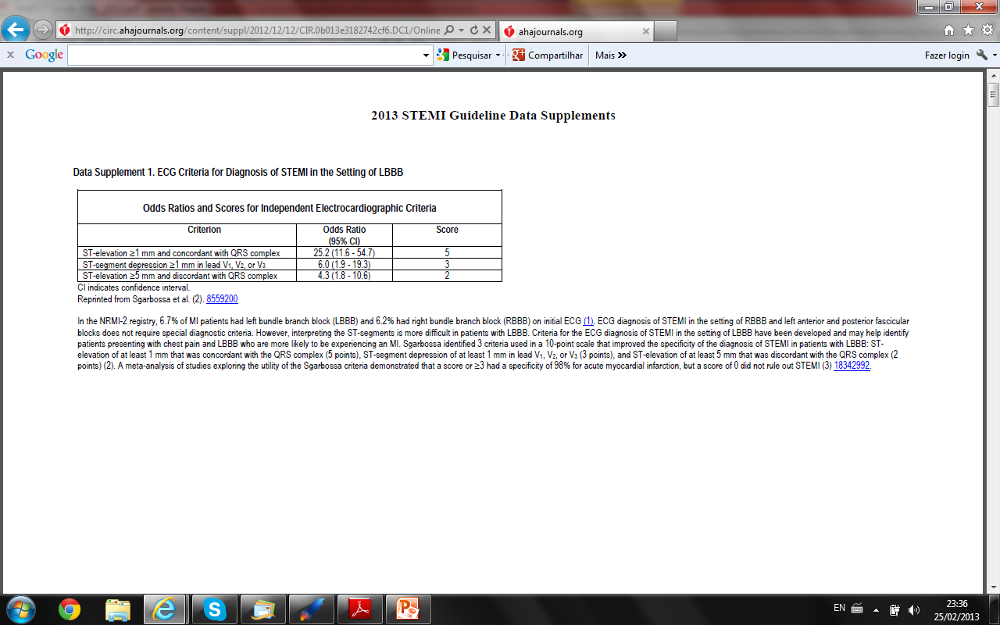 http://circ.ahajournals.org/content/suppl/2012/12/12/CIR.0b013e3182742cf6.DC1/Online
ahajournals.org
x Google Pesquisar Compartilhar Mais »
Fazer login
2013 STEMI Guideline Data Supplements
Data Supplement 1. ECG Criteria for Diagnosis of STEMI in the Setting of LBBB
Odds Ratios and Scores for Independent Electrocardiographic Criteria
Criterion Odds Ratio Score
(95% CI)
ST-elevation ≥1 mm and concordant with QRS complex 25.2 (11.6 - 54.7) 5
ST-segment depression ≥1 mm in lead V1, V2, or V3 6.0 (1.9 - 19.3) 3
ST-elevation ≥5 mm and discordant with QRS complex 4.3 (1.8 - 10.6) 2
CI indicates confidence interval.
Reprinted from Sgarbossa et al. (2). 8559200
In the NRMI-2 registry, 6.7% of MI patients had left bundle branch block (LBBB) and 6.2% had right bundle branch block (RBBB) on initial ECG (1). ECG diagnosis of STEMI in the setting of RBBB and left anterior and posterior fascicular
blocks does not require special diagnostic criteria. However, interpreting the ST-segments is more difficult in patients with LBBB. Criteria for the ECG diagnosis of STEMI in the setting of LBBB have been developed and may help identify
patients presenting with chest pain and LBBB who are more likely to be experiencing an MI. Sgarbossa identified 3 criteria used in a 10-point scale that improved the specificity of the diagnosis of STEMI in patients with LBBB: ST-
elevation of at least 1 mm that was concordant with the QRS complex (5 points), ST-segment depression of at least 1 mm in lead V1, V2, or V3 (3 points), and ST-elevation of at least 5 mm that was discordant with the QRS complex (2
points) (2). A meta-analysis of studies exploring the utility of the Sgarbossa criteria demonstrated that a score or ≥3 had a specificity of 98% for acute myocardial infarction, but a score of 0 did not rule out STEMI (3) 18342992.
EN
23:36
25/02/2013